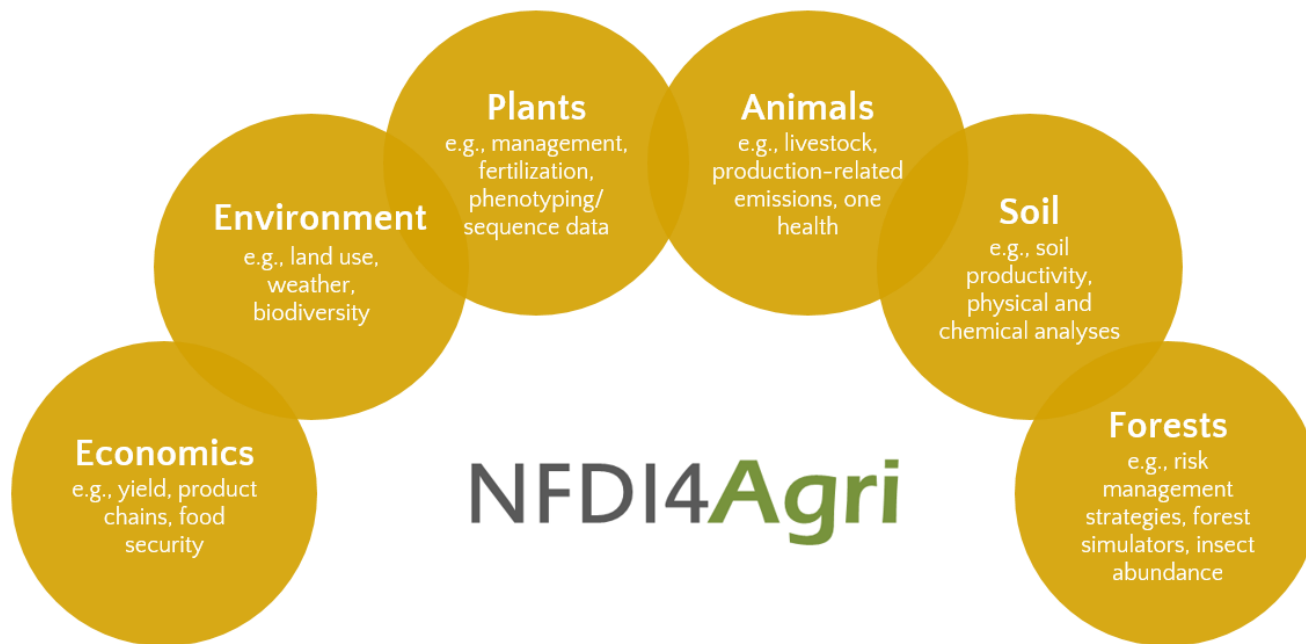 Plants
e.g., management,
fertilization,
phenotyping/
sequence data
Animals
e.g., livestock,
production-related
emissions, one
health
Environment
e.g., land use,
weather,
biodiversity
Soil
e.g., soil
productivity,
physical and
chemical analyses
Economics
e.g., yield, product
chains, food
security
Forests
e.g., risk
management
strategies, forest
simulators, insect
abundance
NFDI4Agri